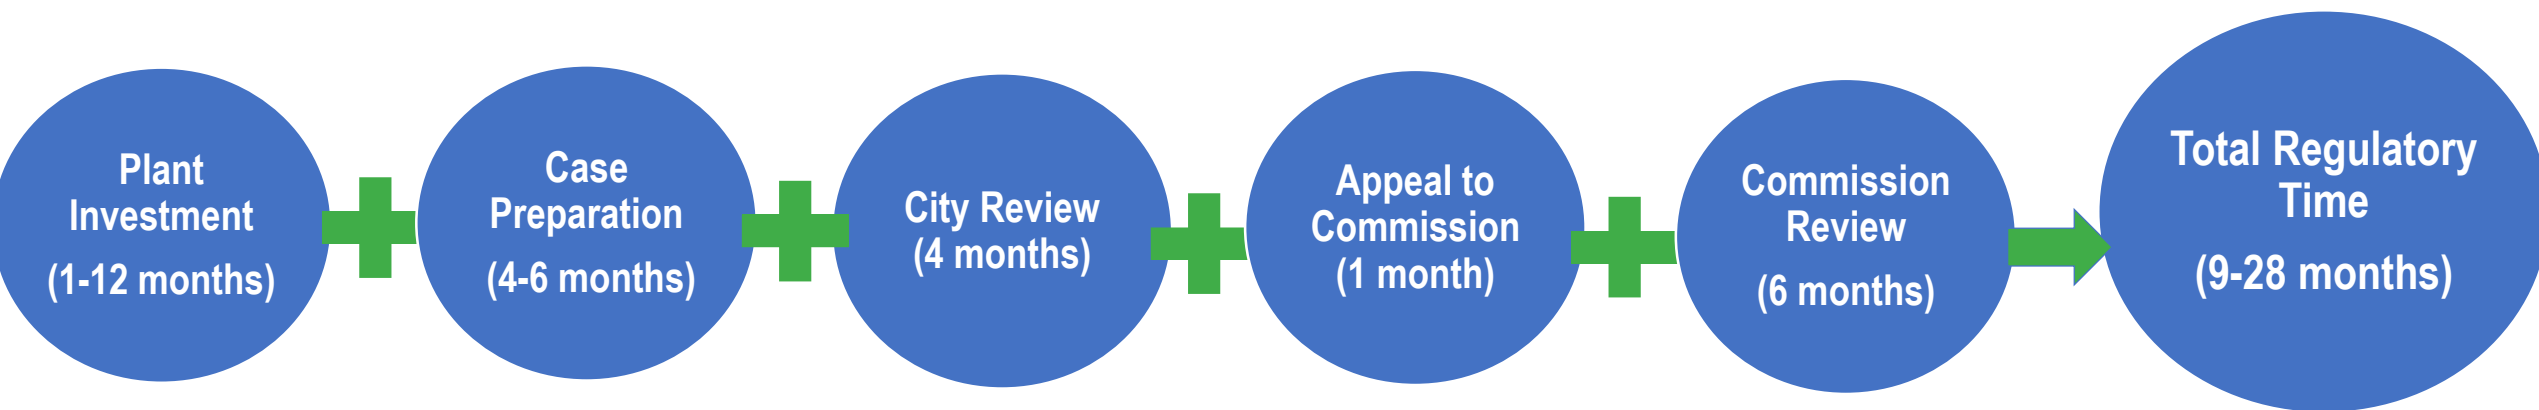 Plant
Investment
(1-12 months)
Case
Preparation
(4-6 months)
City Review
(4 months)
Appeal to
Commission
(1 month)
Commission
Review
(6 months)
Total Regulatory
Time
(9-28 months)